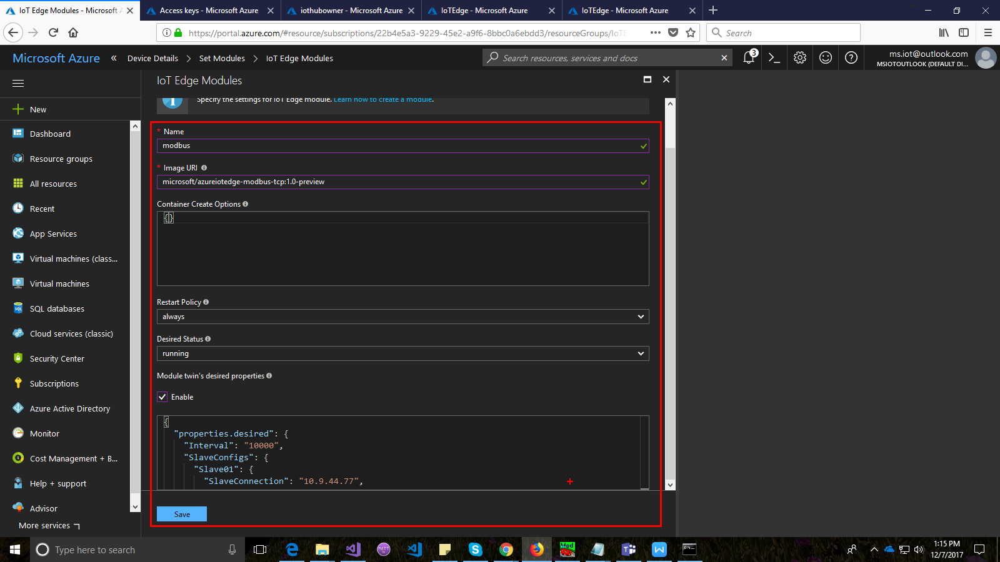 IoT Edge Modules - Microsoft A
Access keys - Microsoft Azure
iothubowner - Microsoft Azure
IoTEdge - Microsoft Azure
IoTEdge - Microsoft Azure
https://portal.azure.com/#resource/subscriptions/22b4e5a3-9229-45e2-a9f6-8bbc0a6ebdd3/resourceGroups/IoTE
Search
Microsoft Azure
Device Details
Set Modules
IoT Edge Modules
Search resources, services and docs
3
ms.iot@outlook.com
MSIOTOUTLOOK (DEFAULT DI...
New
Dashboard
Resource groups
All resources
Recent
App Services
Virtual machines (class...
Virtual machines
SQL databases
Cloud services (classic)
Security Center
Subscriptions
Azure Active Directory
Monitor
Cost Management + B...
Help + support
Advisor
More services
IoT Edge Modules
Specify the settings for IoT Edge module. Learn how to create a module.
* Name
modbus
* Image URI
microsoft/azureiotedge-modbus-tcp:1.0-preview
Container Create Options
{}
Restart Policy
always
Desired Status
running
Module twin's desired properties
Enable
{
"properties.desired": {
"Interval": "10000",
"SlaveConfigs": {
"Slave01": {
"SlaveConnection": "10.9.44.77",
Save
Type here to search
Mod
1:15 PM
12/7/2017